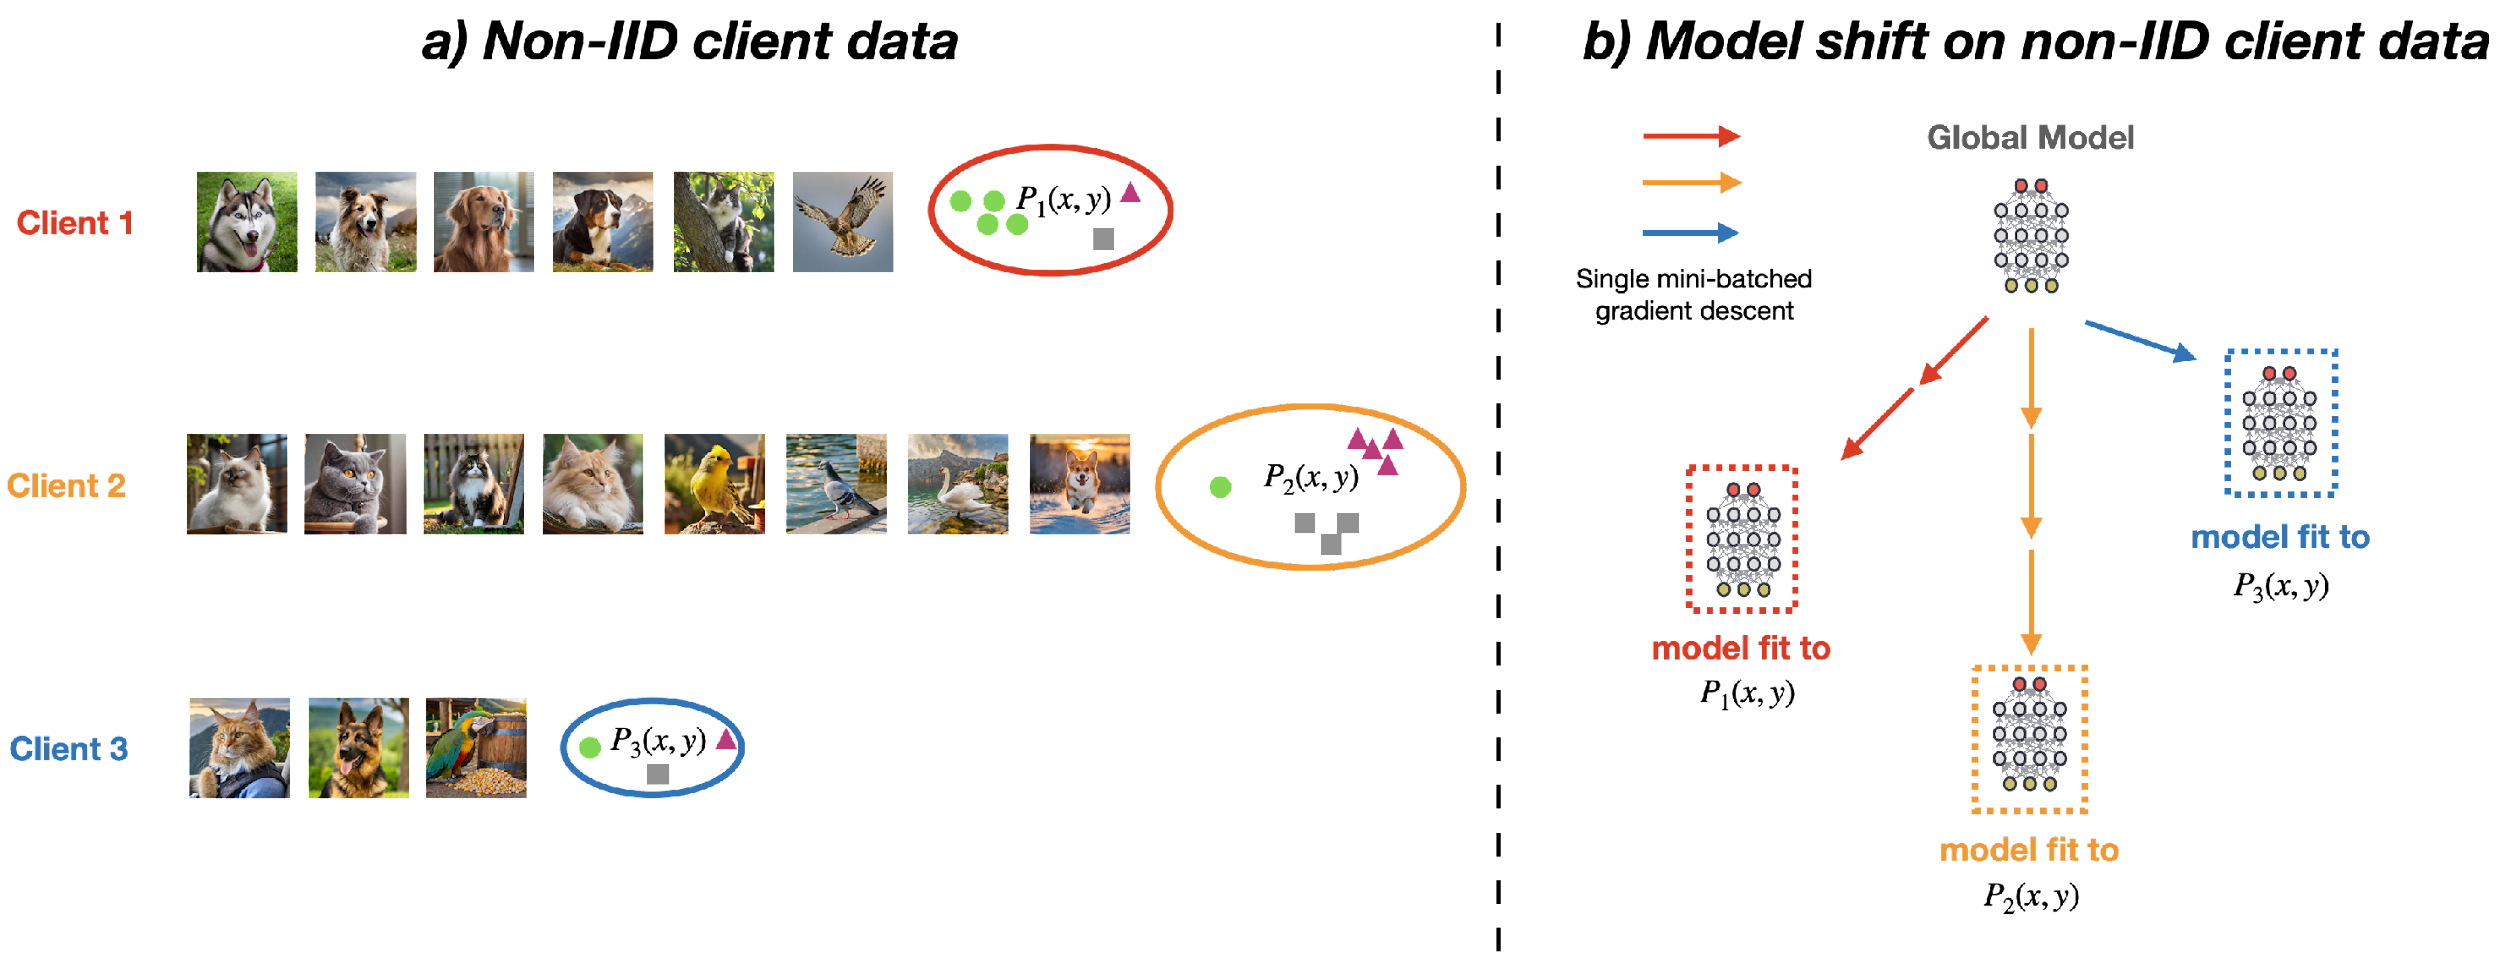 a) Non-IID client data
Client 1
P₁(x, y)
Client 2
P₂(x, y)
Client 3
P₃(x, y)
b) Model shift on non-IID client data
Global Model
Single mini-batched
gradient descent
model fit to
P₁(x, y)
model fit to
P₂(x, y)
model fit to
P₃(x, y)